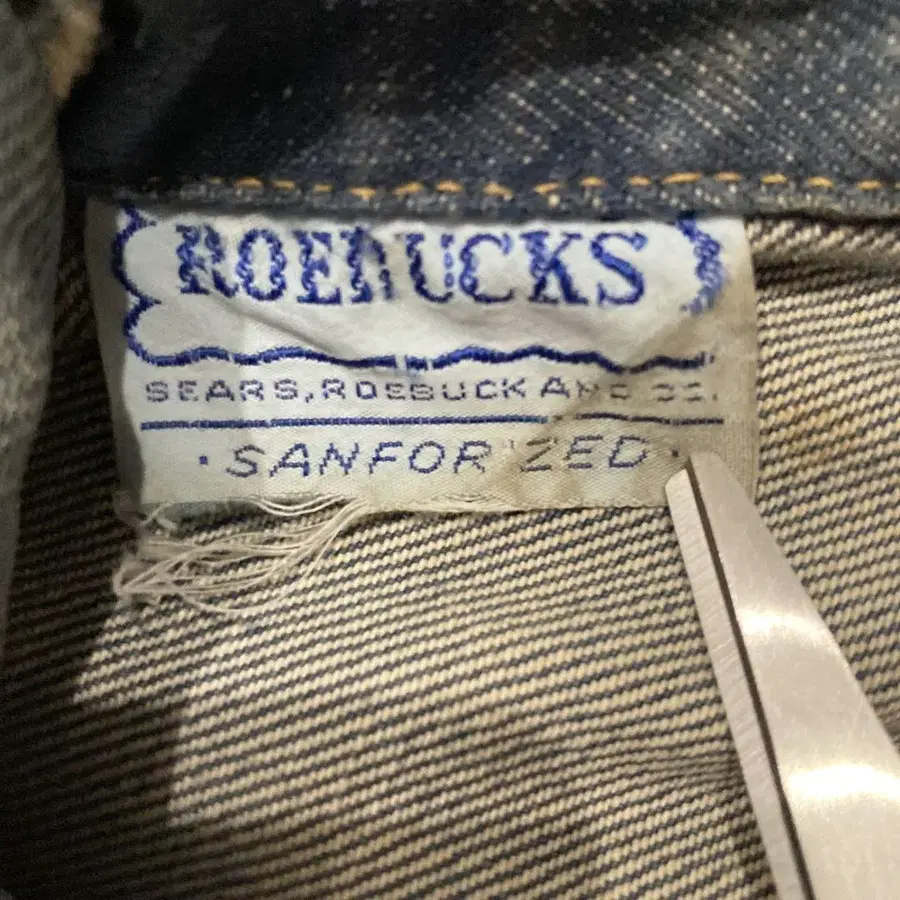 ROEBUCKS
SEARS, ROEBUCK AND CO.
· SANFORIZED ·